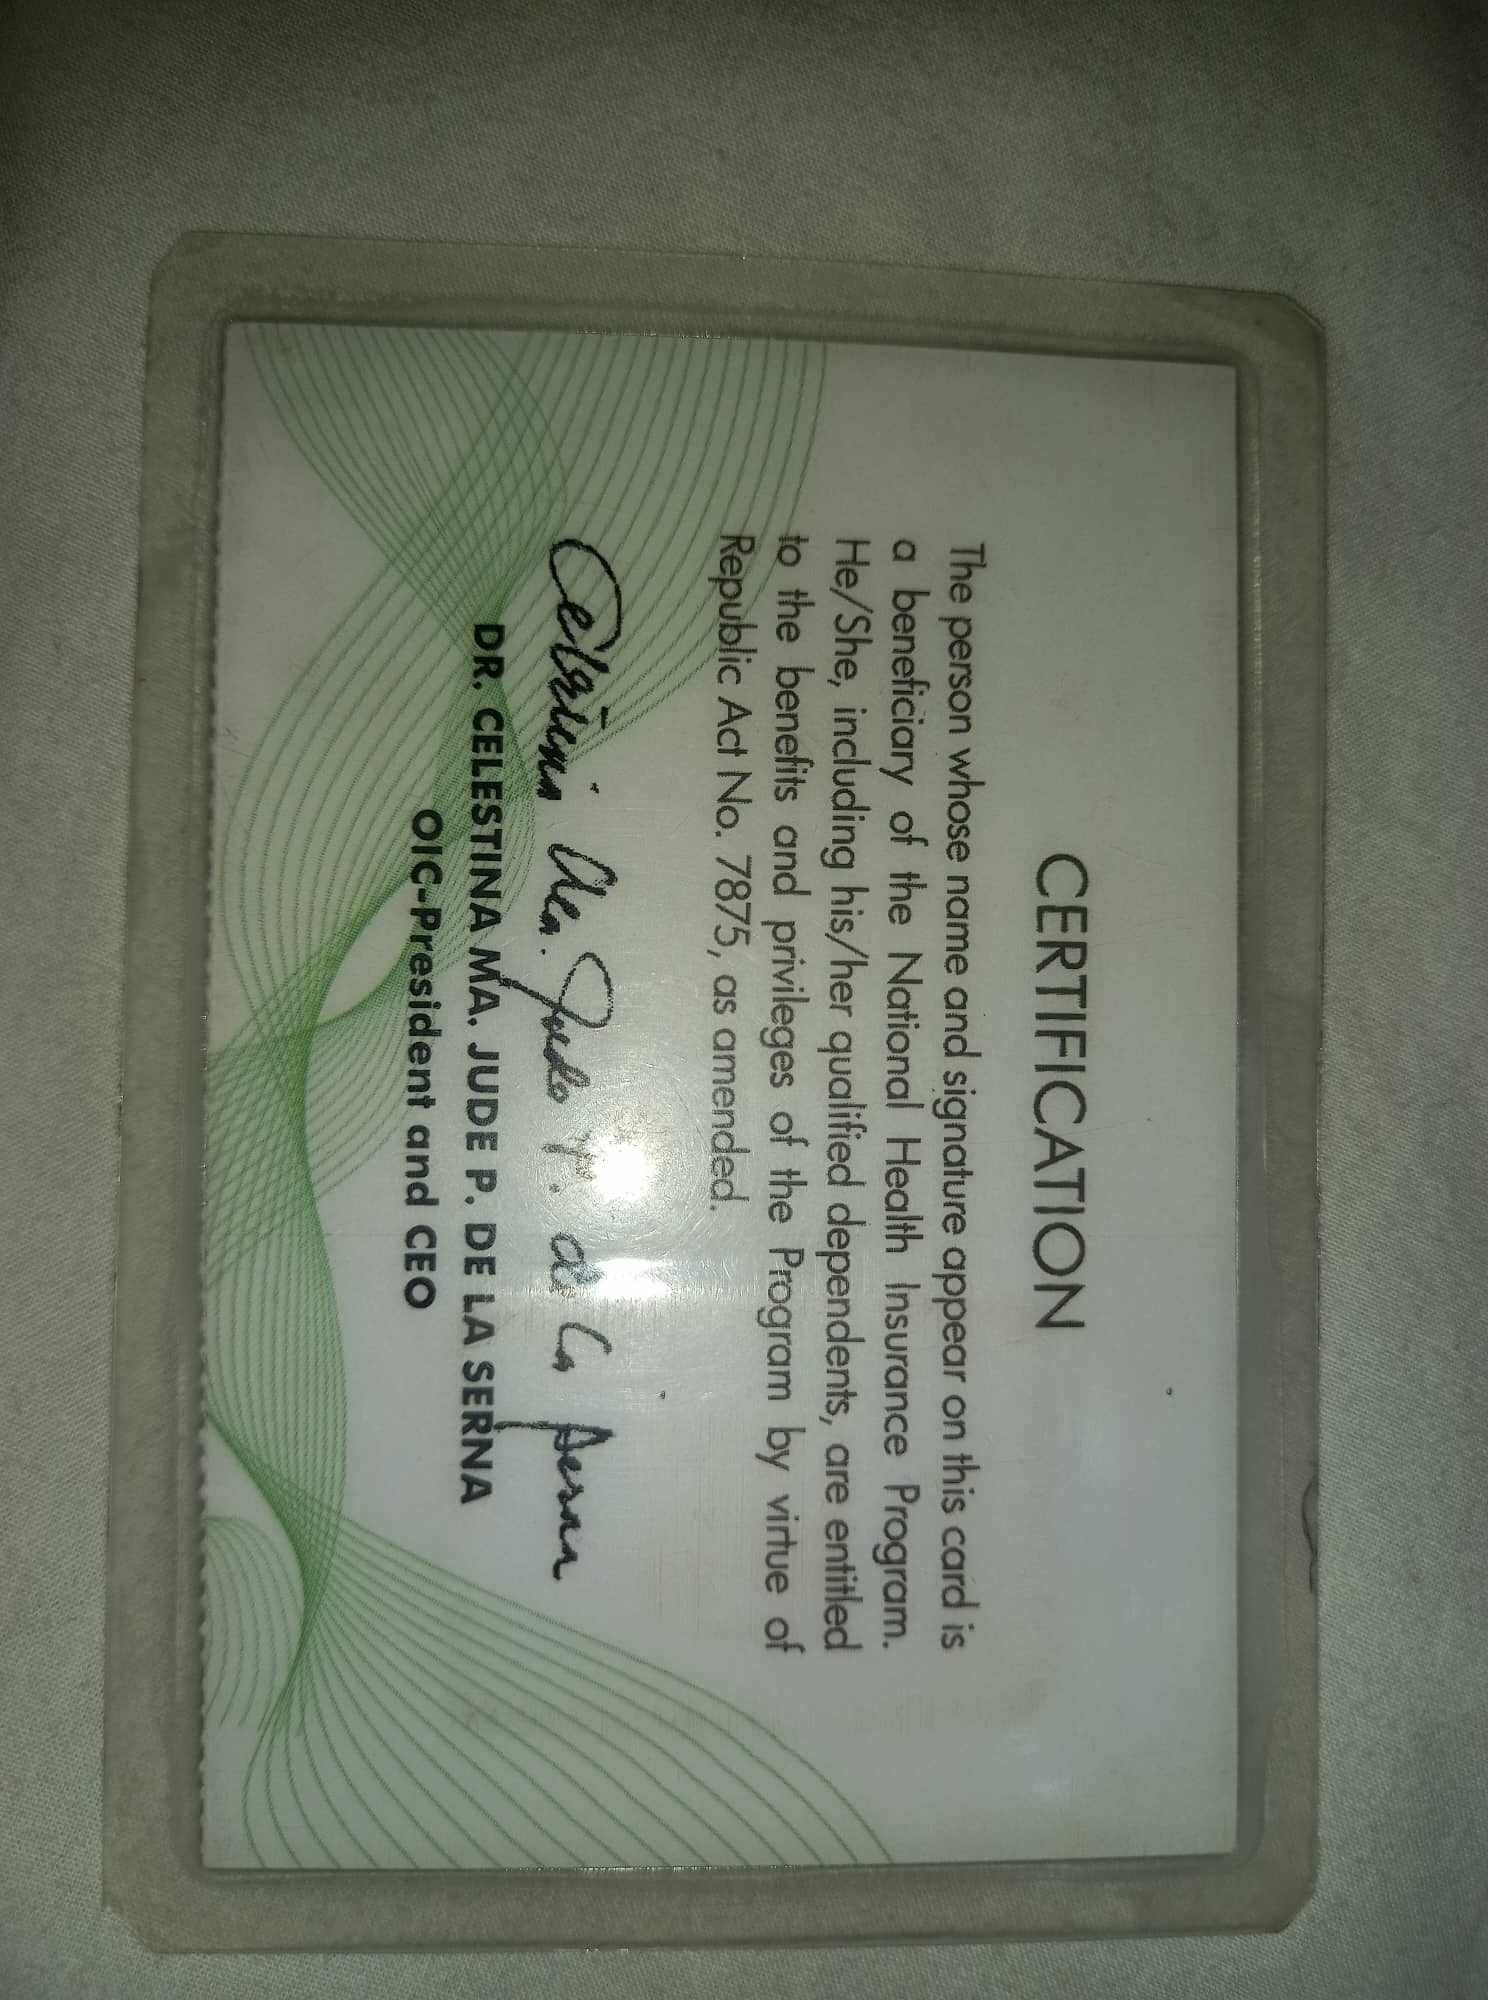 CERTIFICATION
The person whose name and signature appear on this card is
a beneficiary of the National Health Insurance Program.
He/She, including his/her qualified dependents, are entitled
to the benefits and privileges of the Program by virtue of
Republic Act No. 7875, as amended.
Celestina Ma. Jude P. de la Serna
DR. CELESTINA MA. JUDE P. DE LA SERNA
OIC-President and CEO